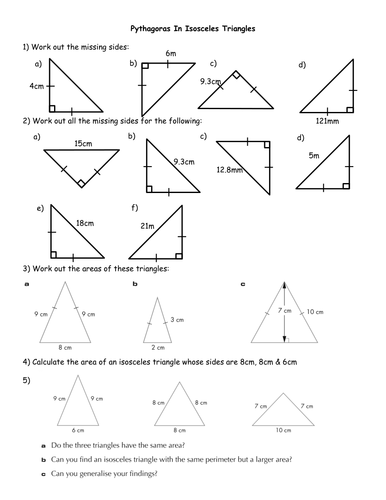 Pythagoras In Isosceles Triangles
1) Work out the missing sides:
a) b) 6m c) d)
4cm 9.3cm 121mm
2) Work out all the missing sides for the following:
a) 15cm b) 9.3cm c) 12.8mm d) 5m
e) 18cm f) 21m
3) Work out the areas of these triangles:
a b c
9 cm 9 cm 3 cm 7 cm 10 cm
8 cm 2 cm
4) Calculate the area of an isosceles triangle whose sides are 8cm, 8cm & 6cm
5)
9 cm 9 cm 8 cm 8 cm 7 cm 7 cm
6 cm 8 cm 10 cm
a Do the three triangles have the same area?
b Can you find an isosceles triangle with the same perimeter but a larger area?
c Can you generalise your findings?